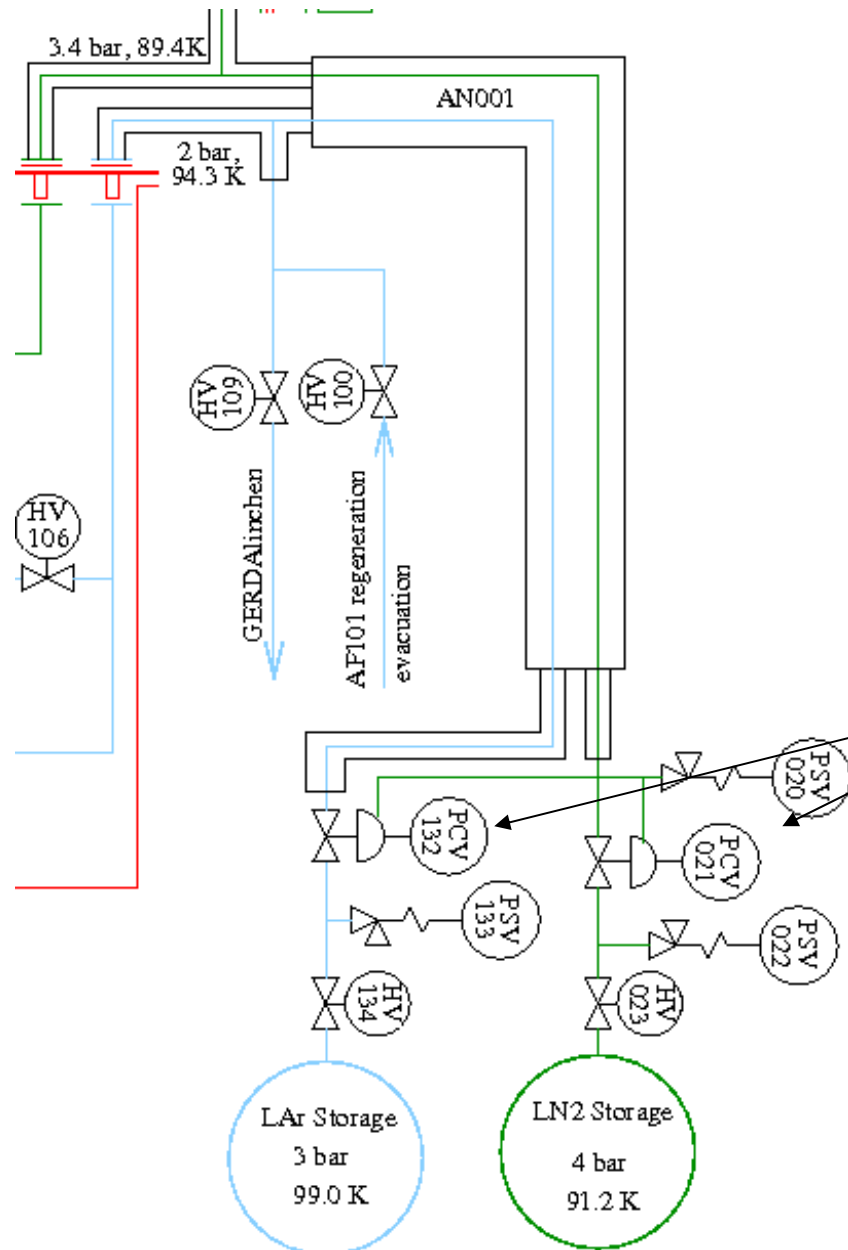 3.4 bar, 89.4K
AN001
2 bar,
94.3 K
HV
109
HV
100
HV
106
GERDAlinchen
AF101 regeneration
evacuation
PSV
020
PCV
132
PCV
021
PSV
133
PSV
022
HV
134
HV
023
LAr Storage
3 bar
99.0 K
LN2 Storage
4 bar
91.2 K